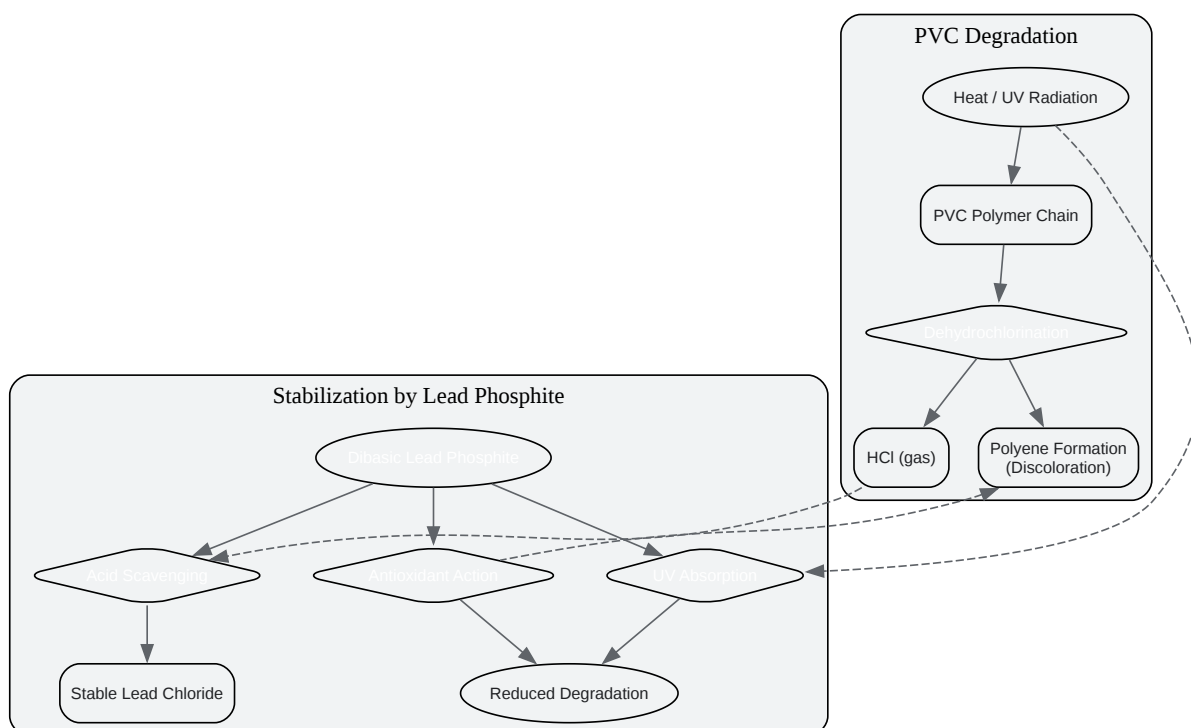 PVC Degradation
Heat / UV Radiation
PVC Polymer Chain
Dehydrochlorination
HCl (gas)
Polyene Formation
(Discoloration)
Stabilization by Lead Phosphite
Dibasic Lead Phosphite
Acid Scavenging
Antioxidant Action
UV Absorption
Stable Lead Chloride
Reduced Degradation